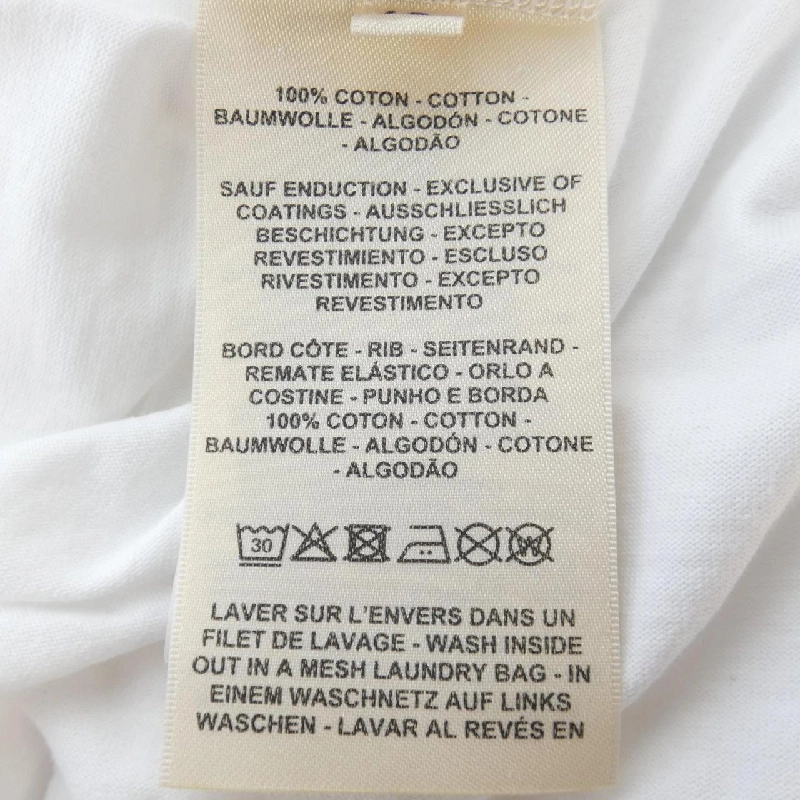 100% COTON - COTTON -
BAUMWOLLE - ALGODÓN - COTONE
- ALGODÃO
SAUF ENDUCTION - EXCLUSIVE OF
COATINGS - AUSSCHLIESSLICH
BESCHICHTUNG - EXCEPTO
REVESTIMIENTO - ESCLUSO
RIVESTIMENTO - EXCEPTO
REVESTIMENTO
BORD CÔTE - RIB - SEITENRAND -
REMATE ELÁSTICO - ORLO A
COSTINE - PUNHO E BORDA
100% COTON - COTTON -
BAUMWOLLE - ALGODÓN - COTONE
- ALGODÃO
30 W
LAVER SUR L'ENVERS DANS UN
FILET DE LAVAGE - WASH INSIDE
OUT IN A MESH LAUNDRY BAG - IN
EINEM WASCHNETZ AUF LINKS
WASCHEN - LAVAR AL REVÉS EN